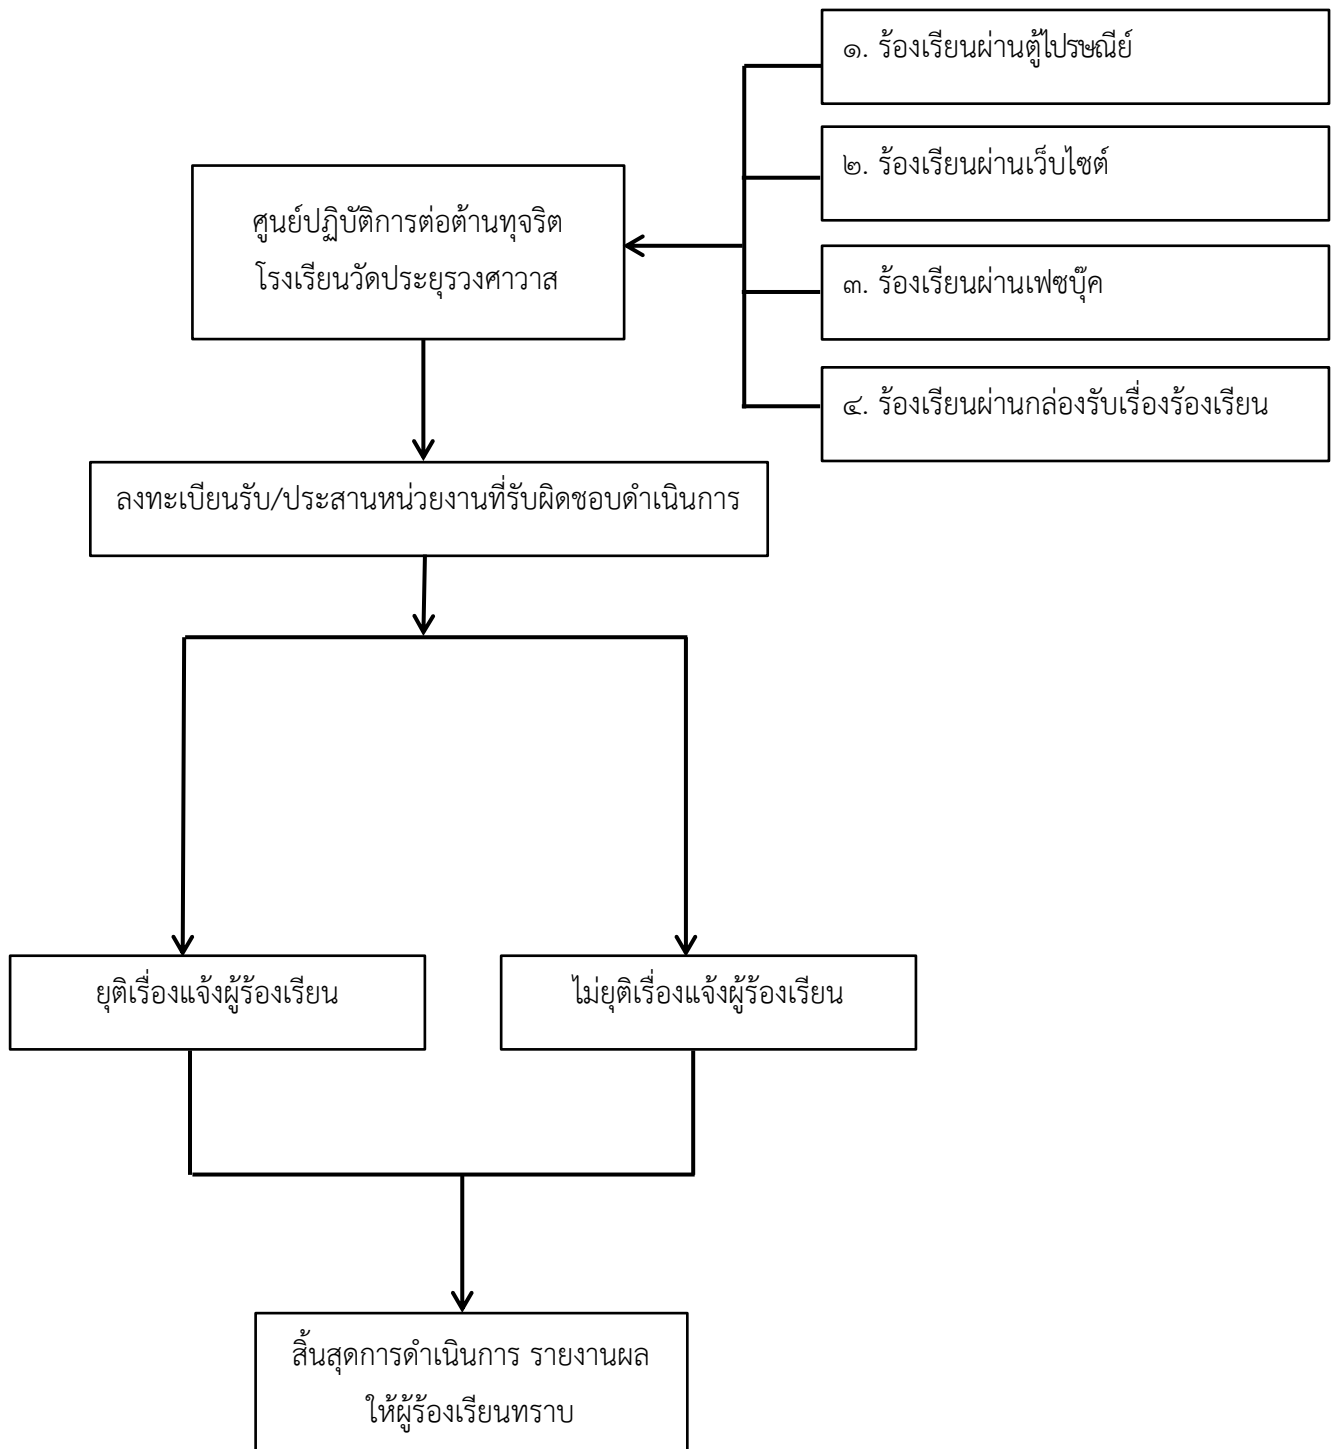 ๑. ร้องเรียนผ่านตู้ไปรษณีย์
๒. ร้องเรียนผ่านเว็บไซต์
ศูนย์ปฏิบัติการต่อต้านทุจริต
โรงเรียนวัดประยุรวงศาวาส
๓. ร้องเรียนผ่านเฟซบุ๊ค
๔. ร้องเรียนผ่านกล่องรับเรื่องร้องเรียน
ลงทะเบียนรับ/ประสานหน่วยงานที่รับผิดชอบดำเนินการ
ยุติเรื่องแจ้งผู้ร้องเรียน
ไม่ยุติเรื่องแจ้งผู้ร้องเรียน
สิ้นสุดการดำเนินการ รายงานผล
ให้ผู้ร้องเรียนทราบ